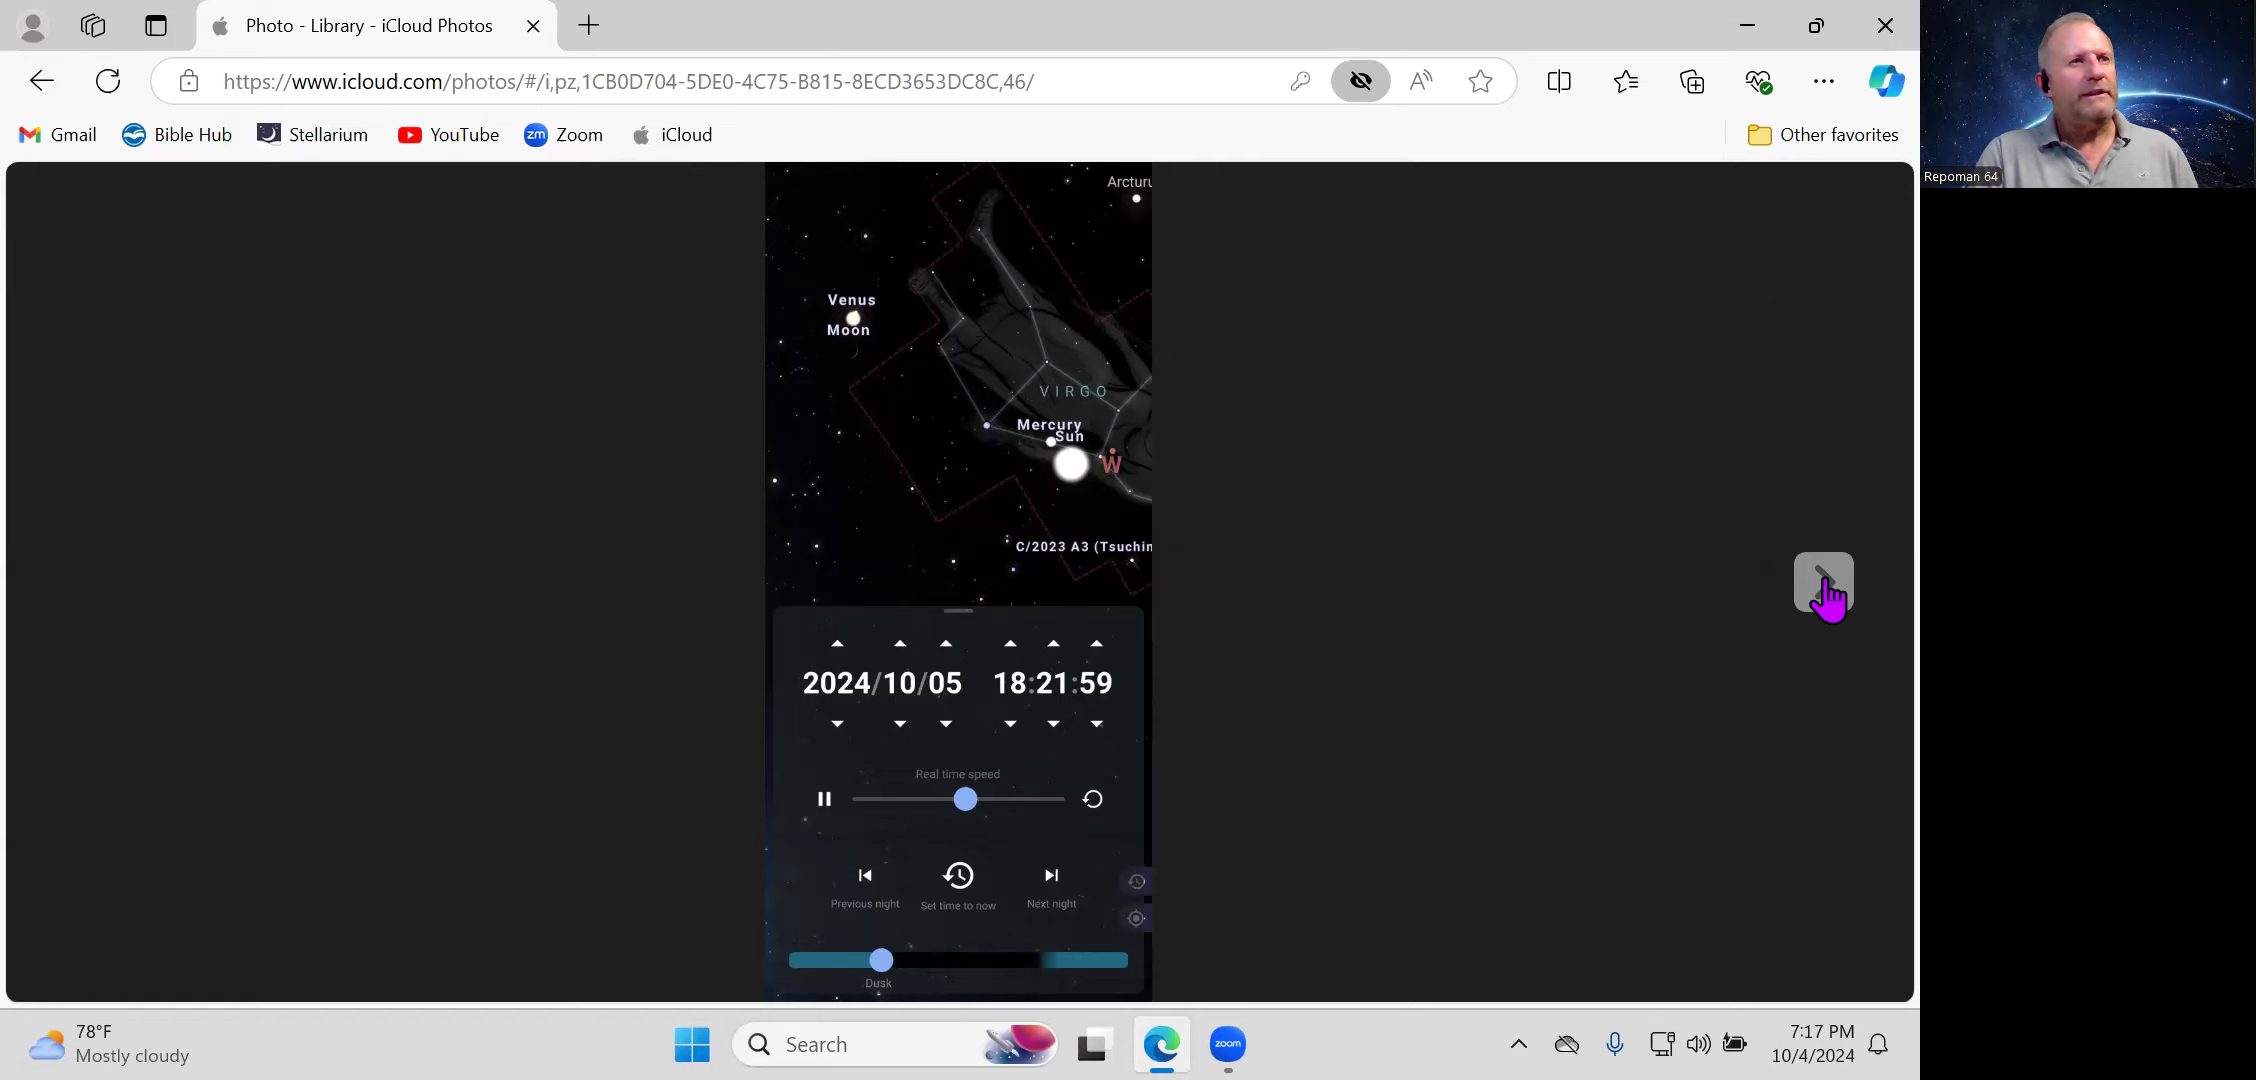 Photo - Library - iCloud Photos
https://www.icloud.com/photos/#/i,pz,1CB0D704-5DE0-4C75-B815-8ECD3653DC8C,46/
Gmail
Bible Hub
Stellarium
YouTube
zm Zoom
iCloud
Other favorites
Repoman 64
Arctur
Venus
Moon
VIRGO
Mercury
Sun
W
C/2023 A3 (Tsuchin
2024/10/05 18:21:59
Real time speed
Previous night
Set time to now
Next night
Dusk
78°F
Mostly cloudy
Search
zoom
7:17 PM
10/4/2024